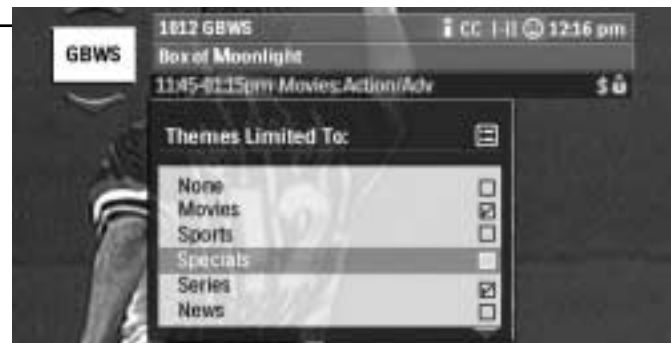 GBWS
1012 GBWS CC 12:16 pm
Box of Moonlight
11:45-01:15pm Movies:Action/Adv $
Themes Limited To:
None
Movies
Sports
Specials
Series
News